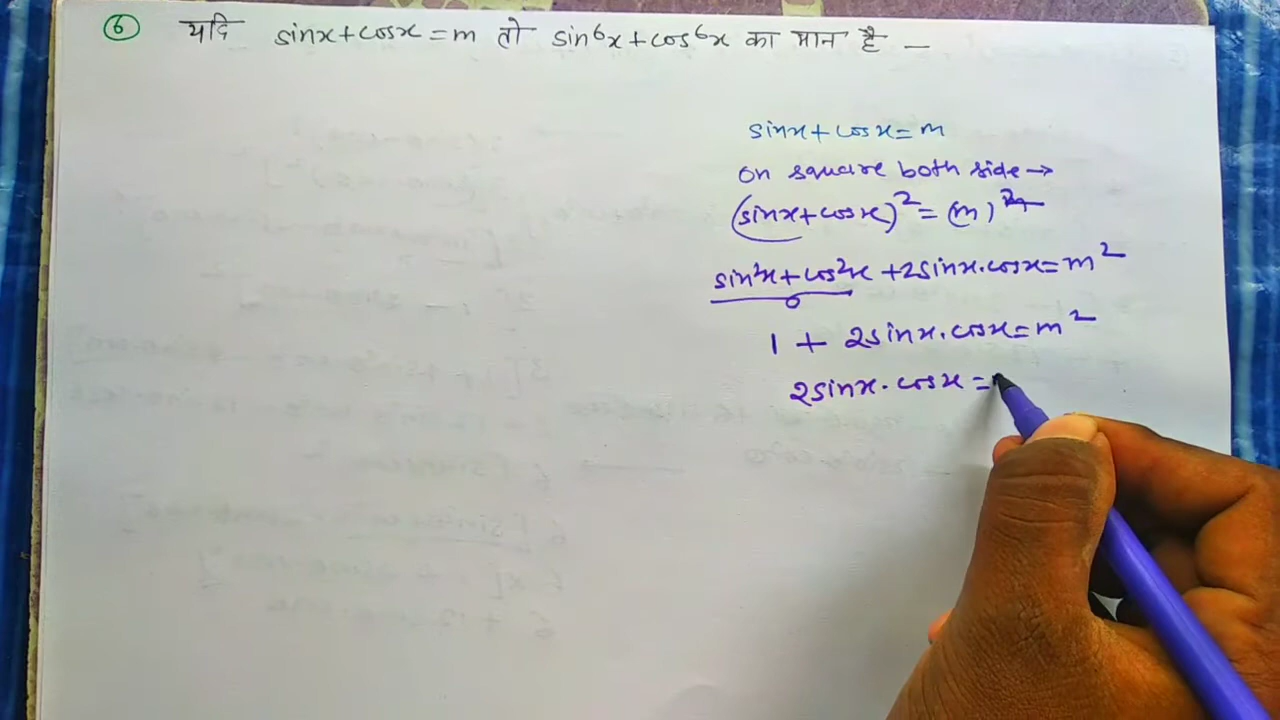 ⑥ यदि sinx+cosx=m तो sin⁶x+cos⁶x का मान है —
sinx+cosx=m
on square both side→
(sinx+cosx)²=(m)²
sin²x+cos²x+2sinx.cosx=m²
1+2sinx.cosx=m²
2sinx.cosx=